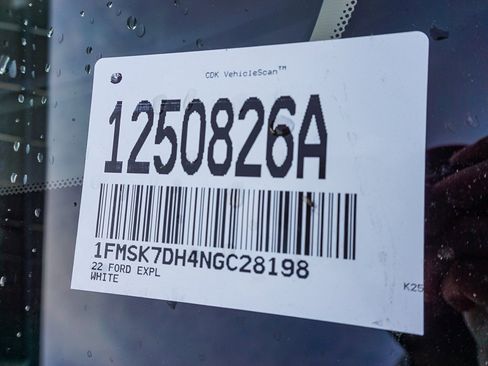 CDK VehicleScan™
1250826A
1FMSK7DH4NGC28198
22 FORD EXPL
WHITE
K25